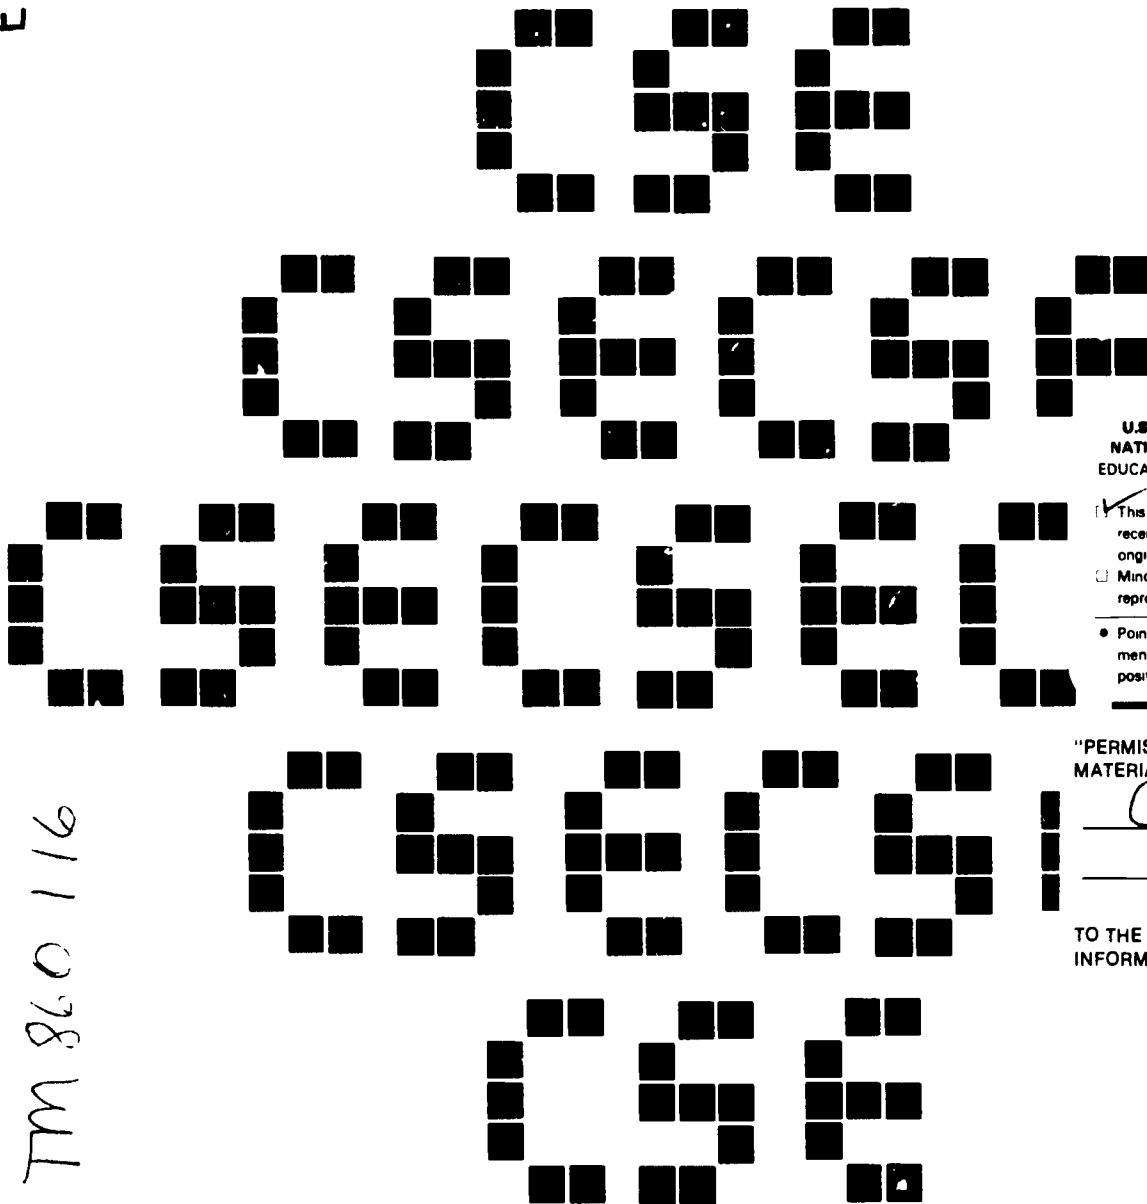 CSE
CSECSE
U.S
NATI
EDUCA
CSECSEC
This
rece
origi
Mino
repro
• Poin
men
posi
CSECS
"PERMIS
MATERIA
TO THE
INFORM
CSE
TM 860 116